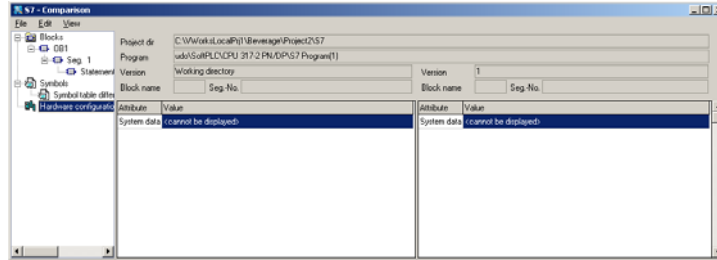 S7 - Comparison
File Edit View
Blocks
OB1
Seg. 1
Statement
Symbols
Symbol table differ
Hardware configuratio
Project dir C:\VWorksLocalPrj1\Beverage\Project2\S7
Program udo\SoftPLC\CPU 317-2 PN/DP\S7 Program(1)
Version Working directory Version 1
Block name Seg.-No. Block name Seg.-No.
Attribute Value Attribute Value
System data <cannot be displayed> System data <cannot be displayed>